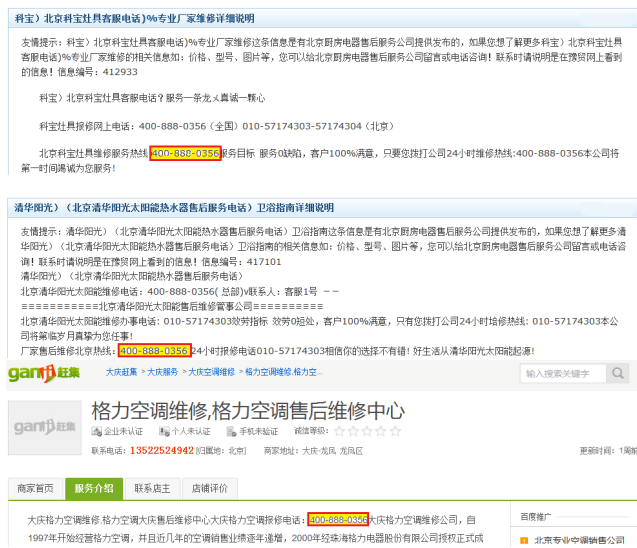 科宝）北京科宝灶具客服电话)%专业厂家维修详细说明
友情提示：科宝）北京科宝灶具客服电话)%专业厂家维修这条信息是有北京厨房电器售后服务公司提供发布的，如果您想了解更多科宝）北京科宝灶具
客服电话)%专业厂家维修的相关信息如：价格、型号、图片等，您可以给北京厨房电器售后服务公司留言或电话咨询！联系时请说明是在豫贸网上看到
的信息！信息编号：412933
科宝）北京科宝灶具客服电话？服务一条龙ㄨ真诚一颗心
科宝灶具报修网上电话：400-888-0356（全国）010-57174303-57174304（北京）
北京科宝灶具维修服务热线:400-888-0356服务目标 服务0缺陷，客户100%满意，只要您拨打公司24小时维修热线:400-888-0356本公司将
第一时间竭诚为您服务！
清华阳光）（北京清华阳光太阳能热水器售后服务电话）卫浴指南详细说明
友情提示：清华阳光）（北京清华阳光太阳能热水器售后服务电话）卫浴指南这条信息是有北京厨房电器售后服务公司提供发布的，如果您想了解更多清
华阳光）（北京清华阳光太阳能热水器售后服务电话）卫浴指南的相关信息如：价格、型号、图片等，您可以给北京厨房电器售后服务公司留言或电话咨
询！联系时请说明是在豫贸网上看到的信息！信息编号：417101
清华阳光）（北京清华阳光太阳能热水器售后服务电话）
北京清华阳光太阳能维修电话：400-888-0356( 总部)v联系人：客服1号 －－
===========北京清华阳光太阳能售后维修管事公司==========
北京清华阳光太阳能维修办事电话：010-57174303效劳指标 效劳0短处，客户100%满意，只有您拨打公司24小时培修热线：010-57174303本公
司将第临岁月真挚为您任事！
厂家售后维修北京热线：400-888-0356 24小时报修电话010-57174303相信你的选择不有错！好生活从清华阳光太阳能起源！
ganji 赶集 大庆赶集 > 大庆服务 > 大庆空调维修 > 格力空调维修,格力空... 输入搜索关键字
格力空调维修,格力空调售后维修中心
ganji 赶集 企业未认证 个人未认证 手机未验证 诚信等级：
联系电话：13522524942 [归属地：北京] 商家地址：大庆-龙凤 龙凤区 更新时间：1周前
商家首页 服务介绍 联系店主 店铺评价
大庆格力空调维修.格力空调大庆售后维修中心大庆格力空调报修电话：400-888-0356大庆格力空调维修公司，自 百度推广
1997年开始经营格力空调，并且近几年的空调销售业绩逐年递增，2000年经珠海格力电器股份有限公司授权正式成 北京专业空调销售公司